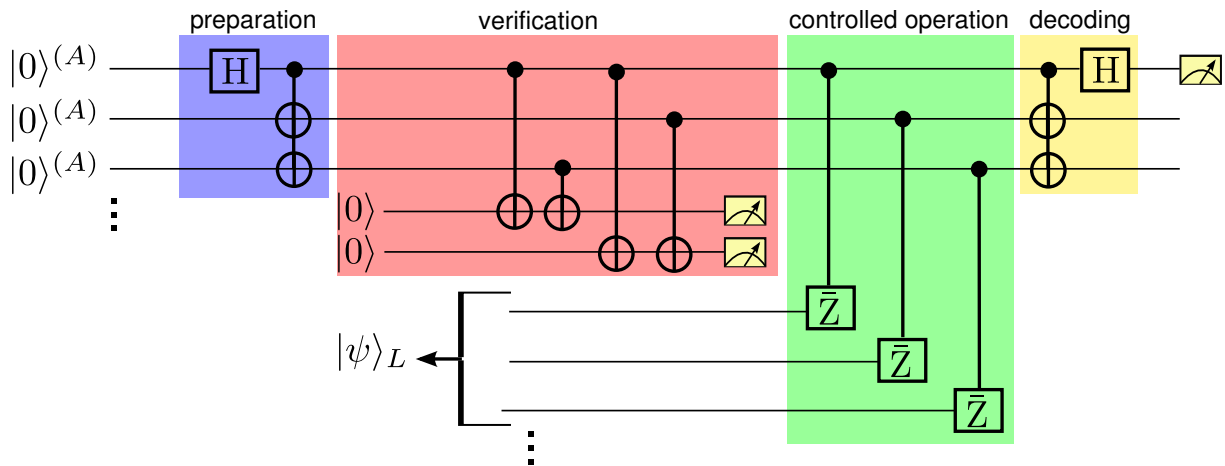 preparation verification controlled operation decoding
|0⟩^(A) H H
|0⟩^(A)
|0⟩^(A)
|0⟩
|0⟩
Z̄
|ψ⟩_L Z̄
Z̄